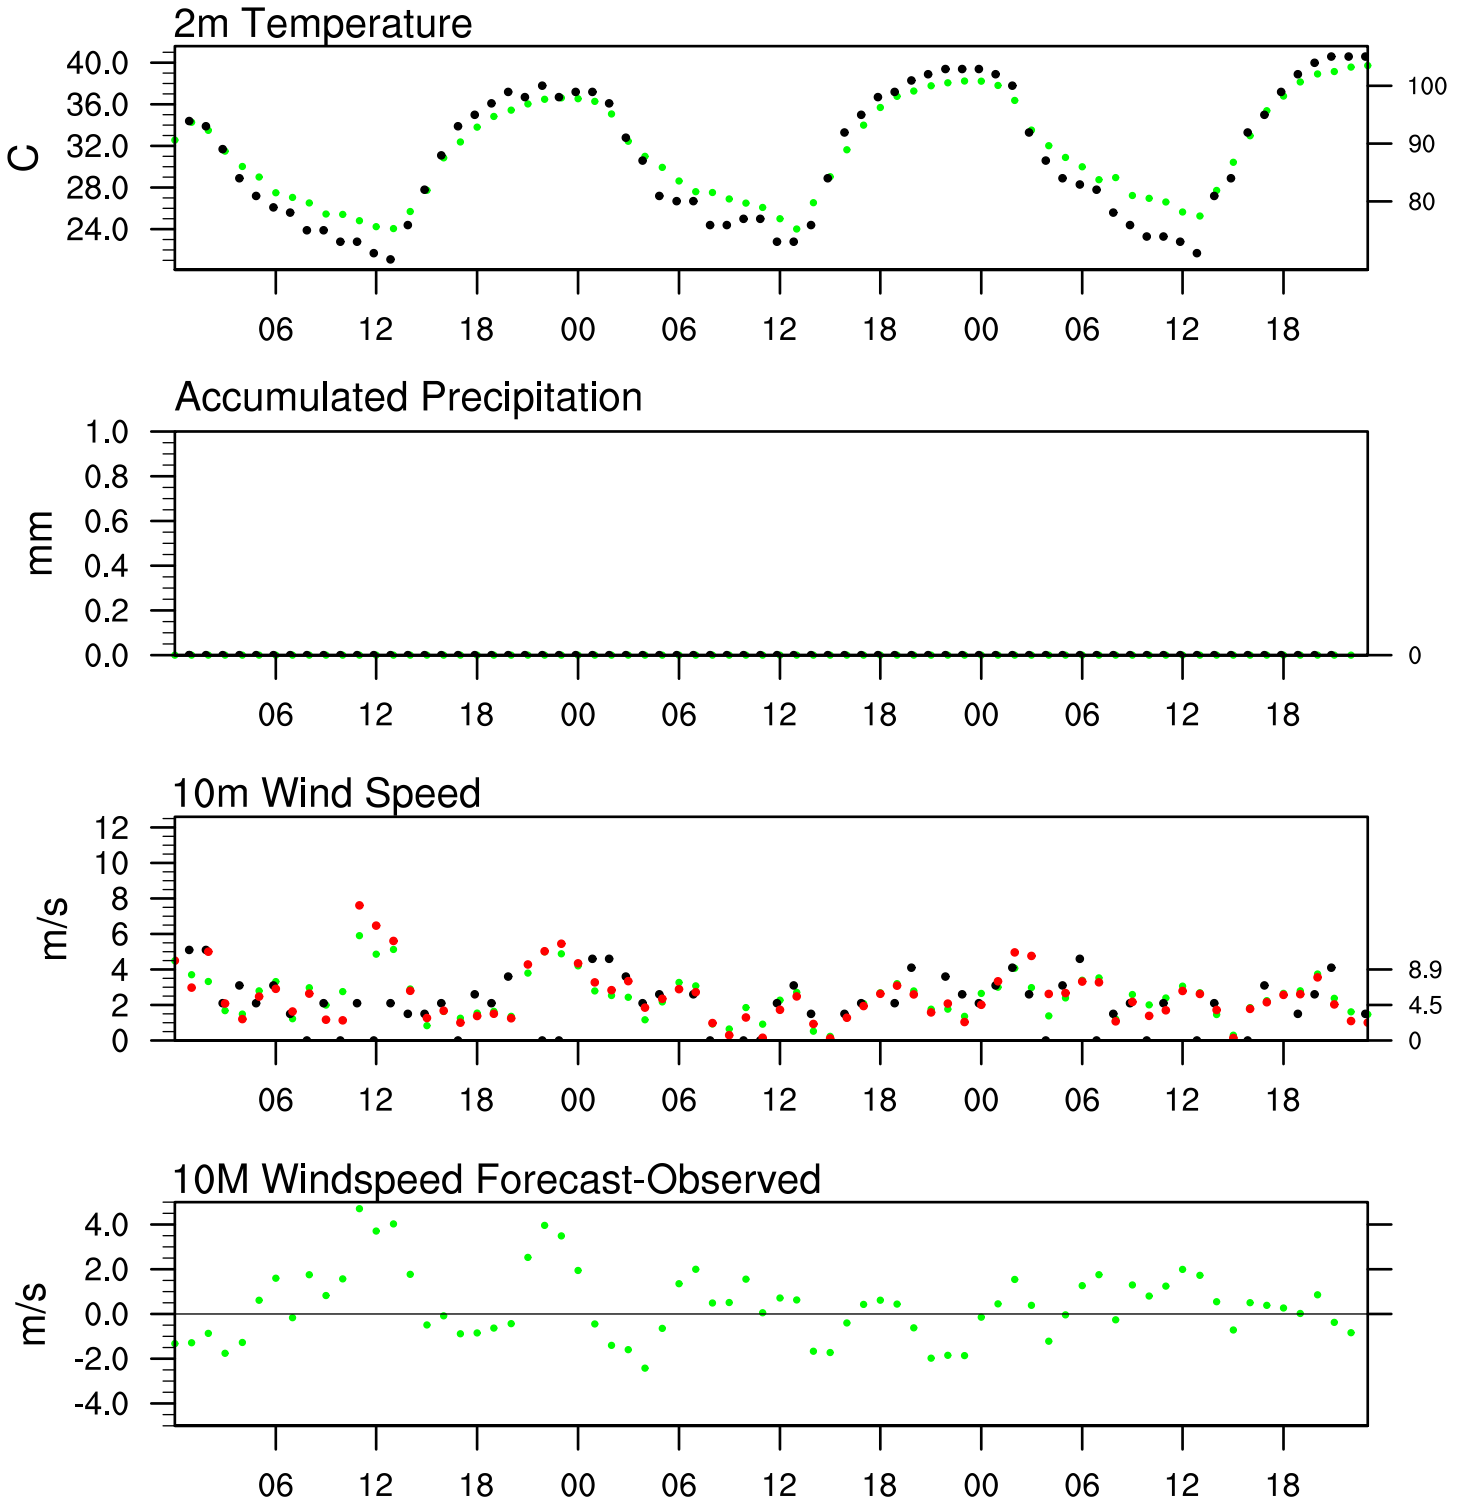 2m Temperature
40.0
36.0
32.0
28.0
24.0
C
100
90
80
06 12 18 00 06 12 18 00 06 12 18
Accumulated Precipitation
1.0
0.8
0.6
0.4
0.2
0.0
mm
0
06 12 18 00 06 12 18 00 06 12 18
10m Wind Speed
12
10
8
6
4
2
0
m/s
8.9
4.5
0
06 12 18 00 06 12 18 00 06 12 18
10M Windspeed Forecast-Observed
4.0
2.0
0.0
-2.0
-4.0
m/s
06 12 18 00 06 12 18 00 06 12 18